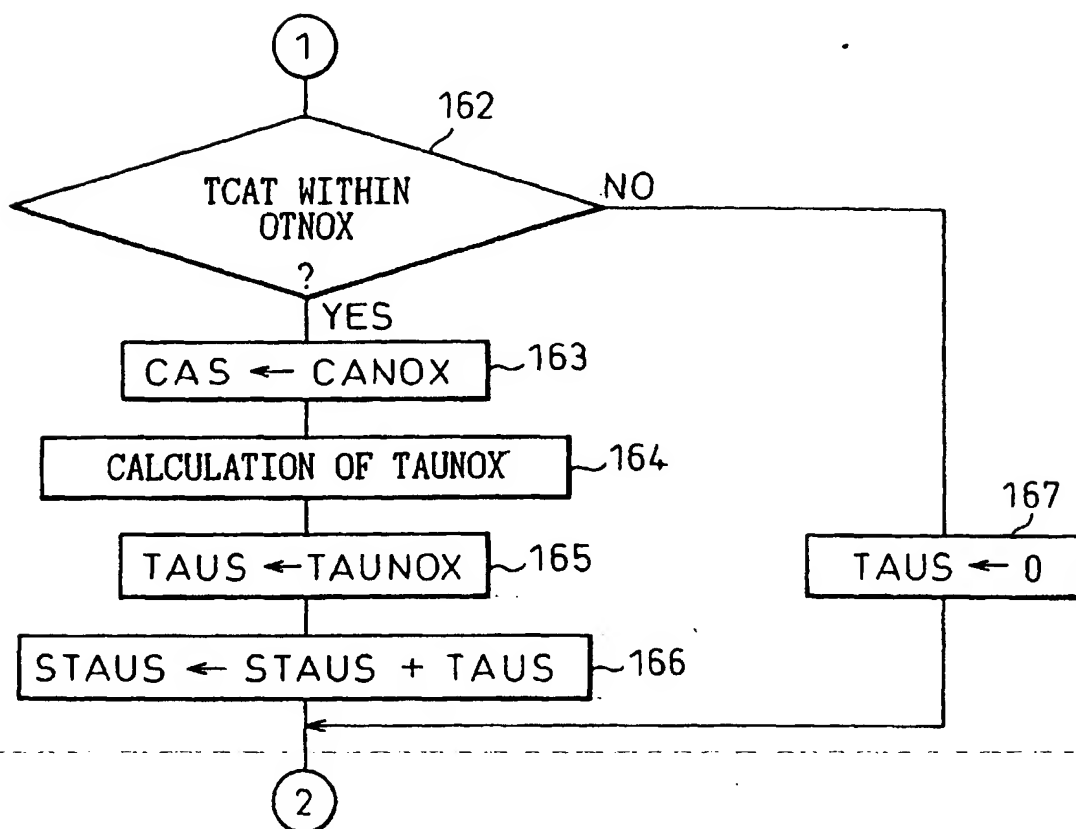 1
162
TCAT WITHIN
OTNOX
?
NO
YES
CAS ← CANOX
163
CALCULATION OF TAUNOX
164
167
TAUS ← TAUNOX
165
TAUS ← 0
STAUS ← STAUS + TAUS
166
2